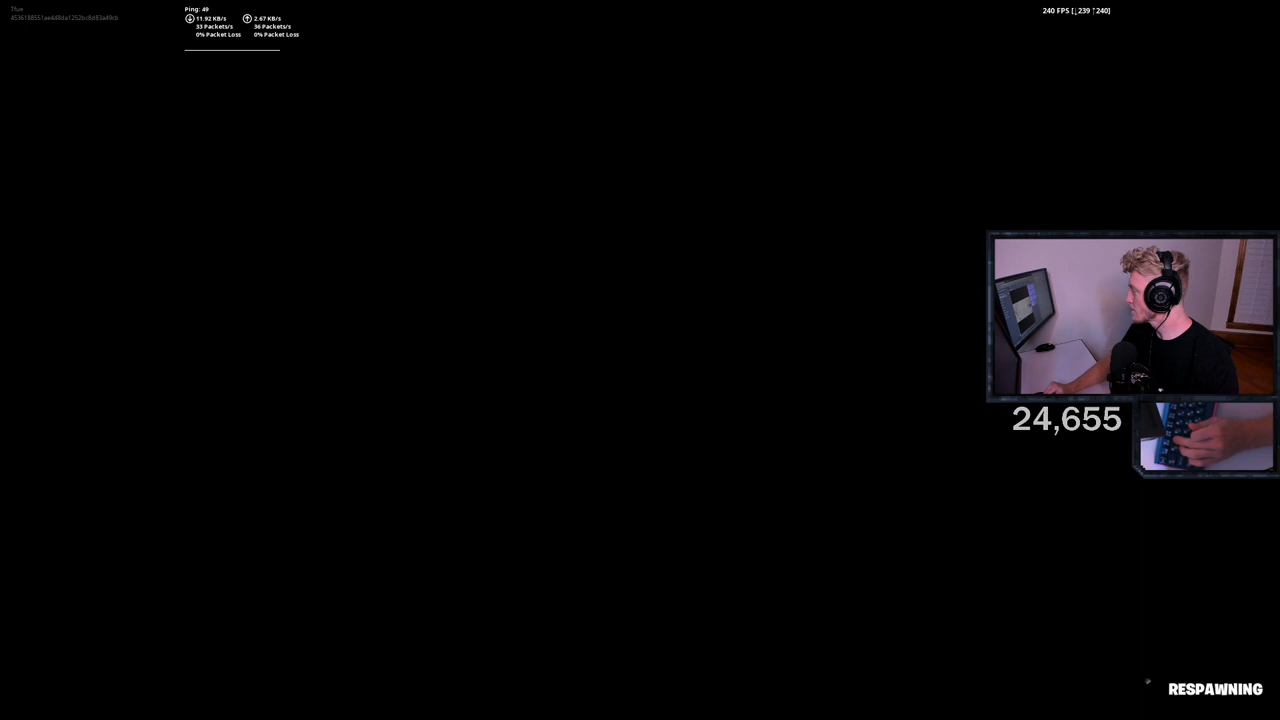 Tfue
Ping: 49
11.92 KB/s 2.67 KB/s
33 Packets/s 36 Packets/s
0% Packet Loss 0% Packet Loss
240 FPS [↓239 ↑240]
24,655
RESPAWNING